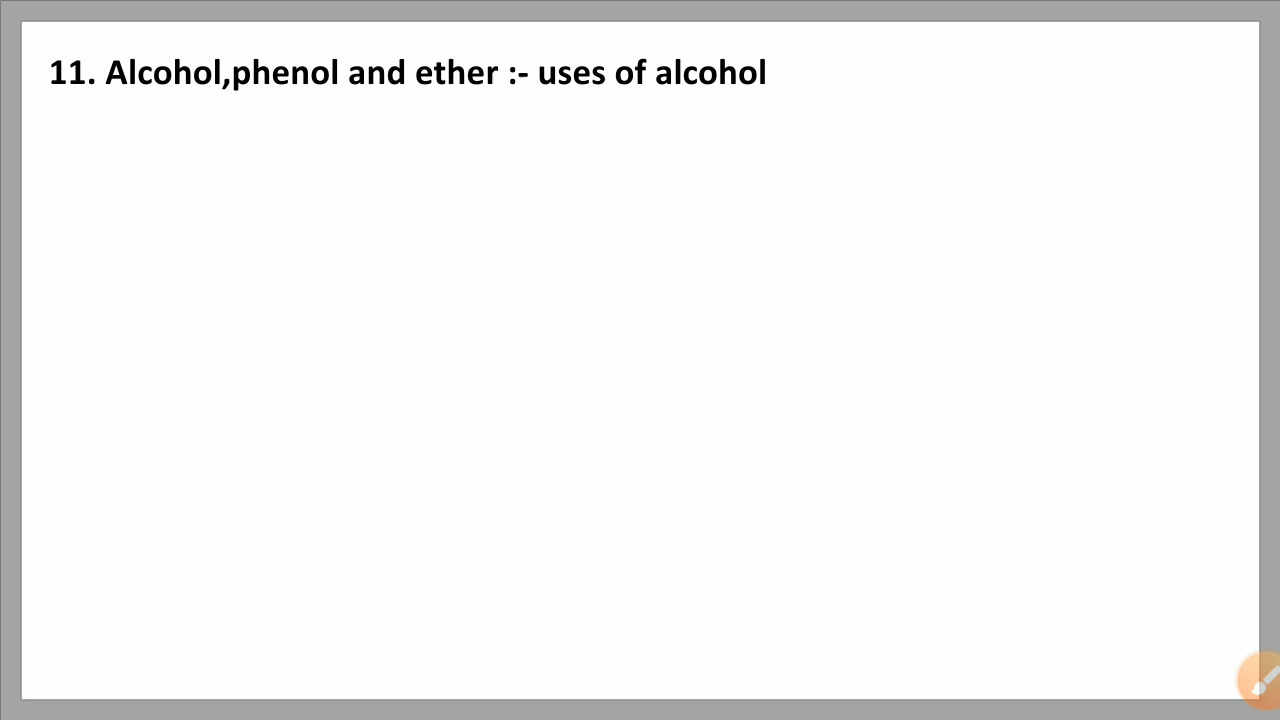 11. Alcohol,phenol and ether :- uses of alcohol